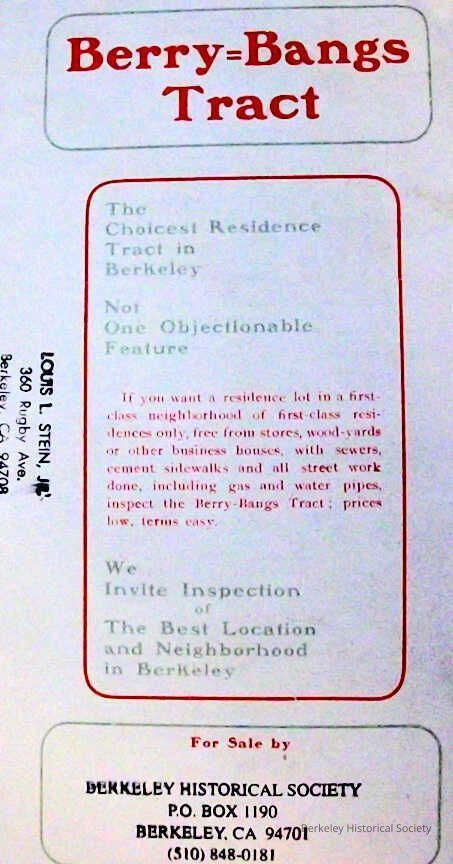 Berry=Bangs
Tract
The
Choicest Residence
Tract in
Berkeley
Not
One Objectionable
Feature
If you want a residence lot in a first-
class neighborhood of first-class resi-
dences only, free from stores, wood-yards
or other business houses, with sewers,
cement sidewalks and all street work
done, including gas and water pipes,
inspect the Berry-Bangs Tract; prices
low, terms easy.
We
Invite Inspection
of
The Best Location
and Neighborhood
in Berkeley
LOUIS L. STEIN, JR.
360 Rugby Ave.
Berkeley, CA 94708
For Sale by
BERKELEY HISTORICAL SOCIETY
P.O. BOX 1190
BERKELEY, CA 94701
(510) 848-0181
Berkeley Historical Society